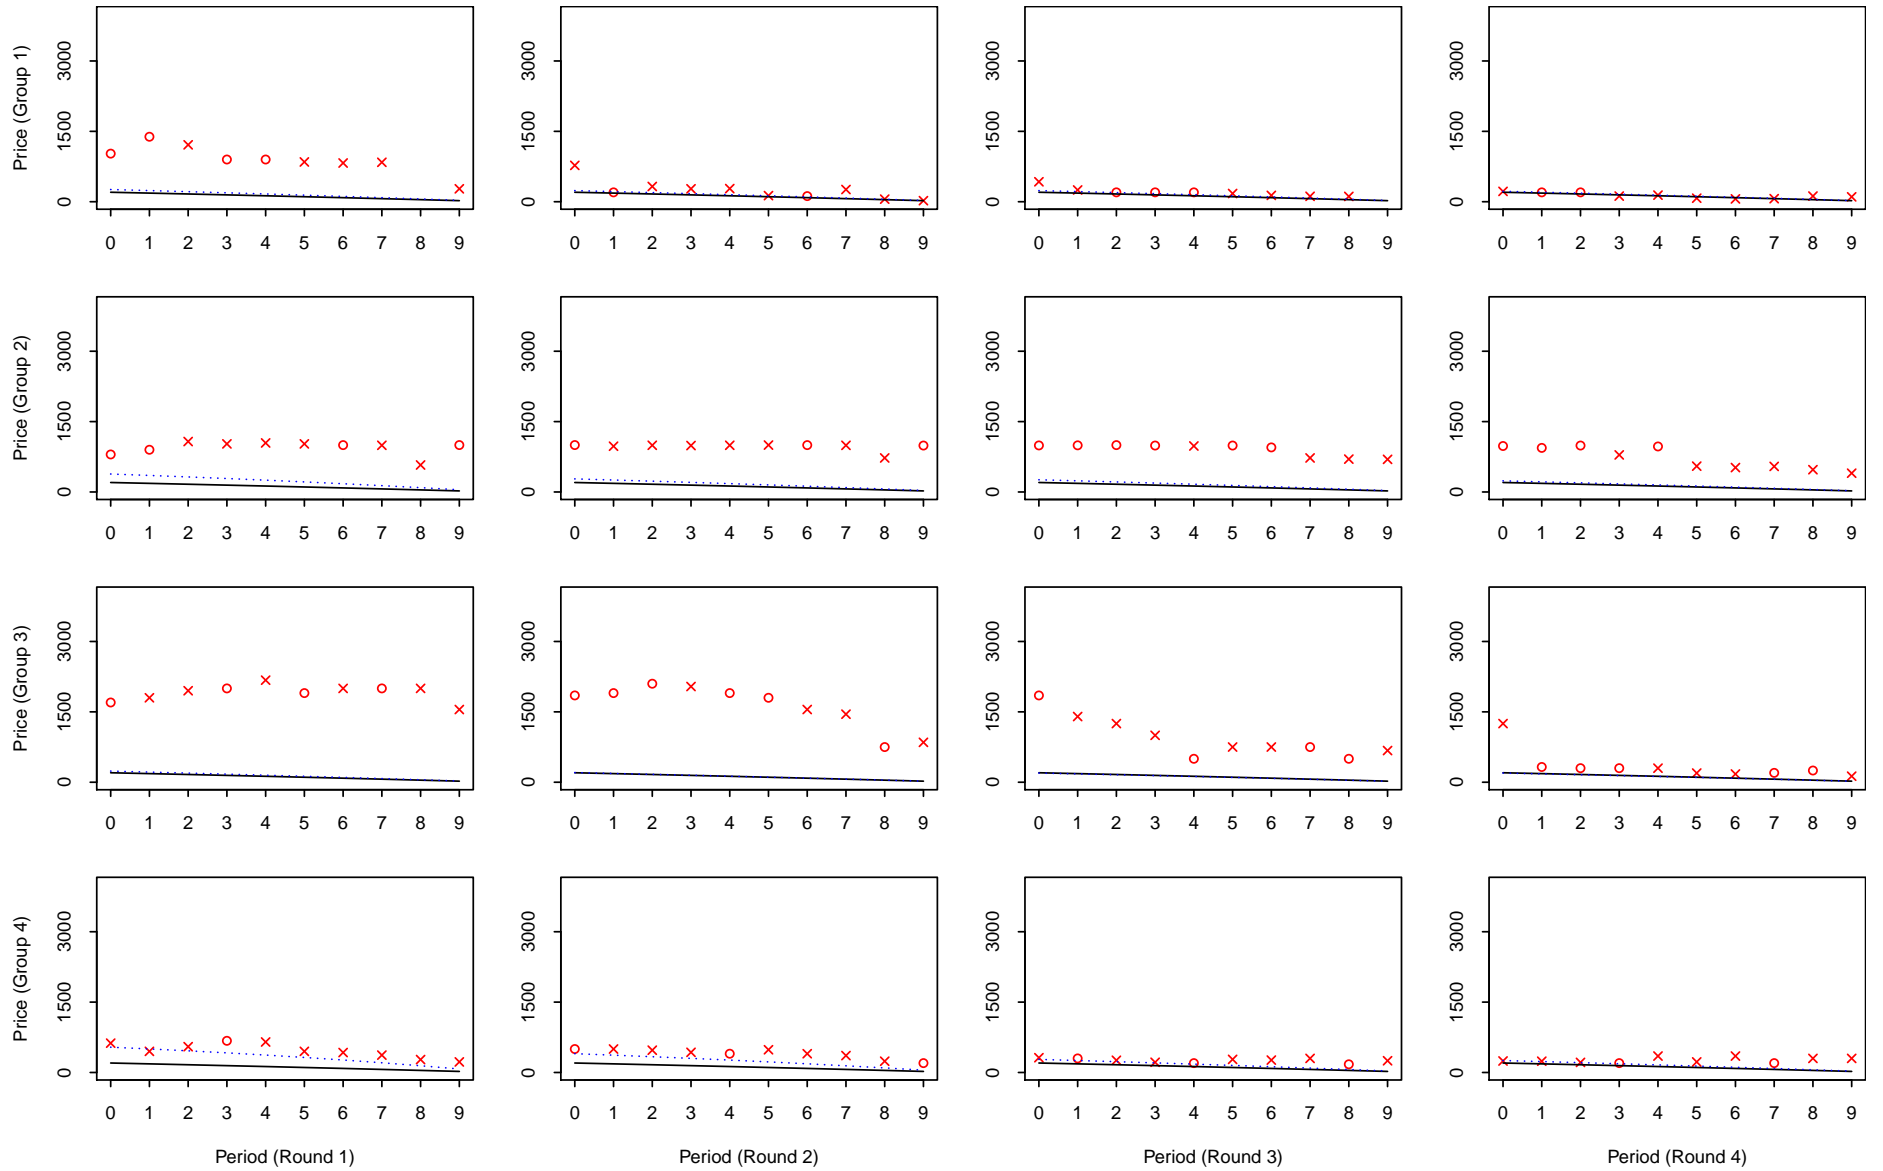 Price (Group 1)
0 1500 3000
0 1 2 3 4 5 6 7 8 9
0 1500 3000
0 1 2 3 4 5 6 7 8 9
0 1500 3000
0 1 2 3 4 5 6 7 8 9
0 1500 3000
0 1 2 3 4 5 6 7 8 9
Price (Group 2)
0 1500 3000
0 1 2 3 4 5 6 7 8 9
0 1500 3000
0 1 2 3 4 5 6 7 8 9
0 1500 3000
0 1 2 3 4 5 6 7 8 9
0 1500 3000
0 1 2 3 4 5 6 7 8 9
Price (Group 3)
0 1500 3000
0 1 2 3 4 5 6 7 8 9
0 1500 3000
0 1 2 3 4 5 6 7 8 9
0 1500 3000
0 1 2 3 4 5 6 7 8 9
0 1500 3000
0 1 2 3 4 5 6 7 8 9
Price (Group 4)
0 1500 3000
0 1 2 3 4 5 6 7 8 9
Period (Round 1)
0 1500 3000
0 1 2 3 4 5 6 7 8 9
Period (Round 2)
0 1500 3000
0 1 2 3 4 5 6 7 8 9
Period (Round 3)
0 1500 3000
0 1 2 3 4 5 6 7 8 9
Period (Round 4)